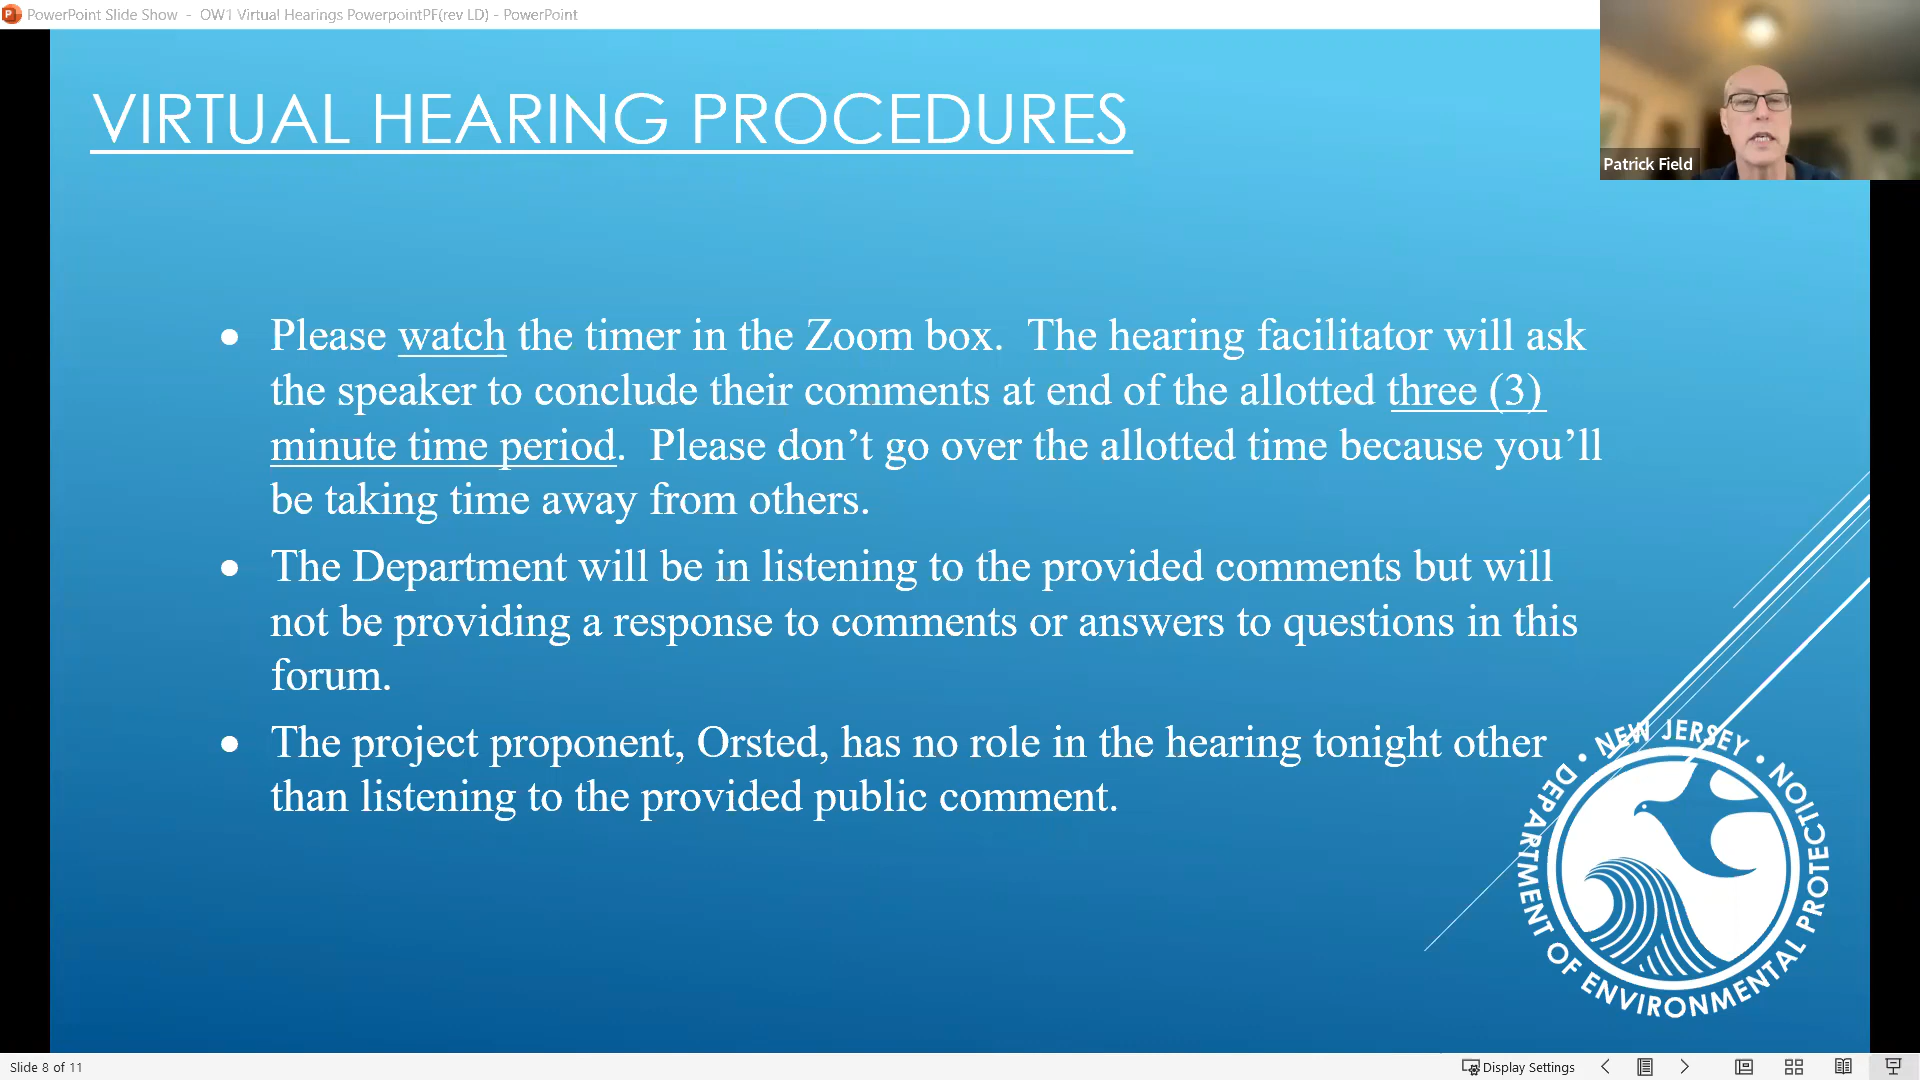 PowerPoint Slide Show - OW1 Virtual Hearings PowerpointPF(rev LD) - PowerPoint
VIRTUAL HEARING PROCEDURES
Patrick Field
● Please watch the timer in the Zoom box. The hearing facilitator will ask
the speaker to conclude their comments at end of the allotted three (3)
minute time period. Please don’t go over the allotted time because you’ll
be taking time away from others.
● The Department will be in listening to the provided comments but will
not be providing a response to comments or answers to questions in this
forum.
● The project proponent, Orsted, has no role in the hearing tonight other
than listening to the provided public comment.
NEW JERSEY • DEPARTMENT OF ENVIRONMENTAL PROTECTION •
Slide 8 of 11
Display Settings